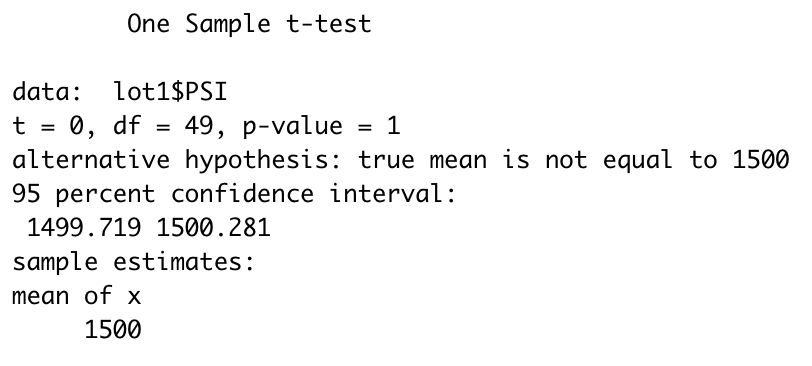 One Sample t-test
data:  lot1$PSI
t = 0, df = 49, p-value = 1
alternative hypothesis: true mean is not equal to 1500
95 percent confidence interval:
1499.719 1500.281
sample estimates:
mean of x
1500